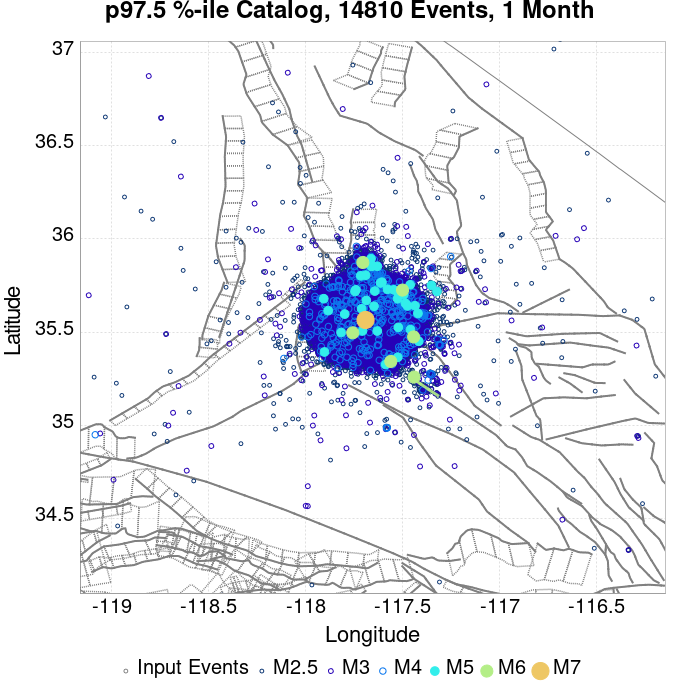 p97.5 %-ile Catalog, 14810 Events, 1 Month
37
36.5
36
35.5
35
34.5
Latitude
-119
-118.5
-118
-117.5
-117
-116.5
Longitude
Input Events
M2.5
M3
M4
M5
M6
M7